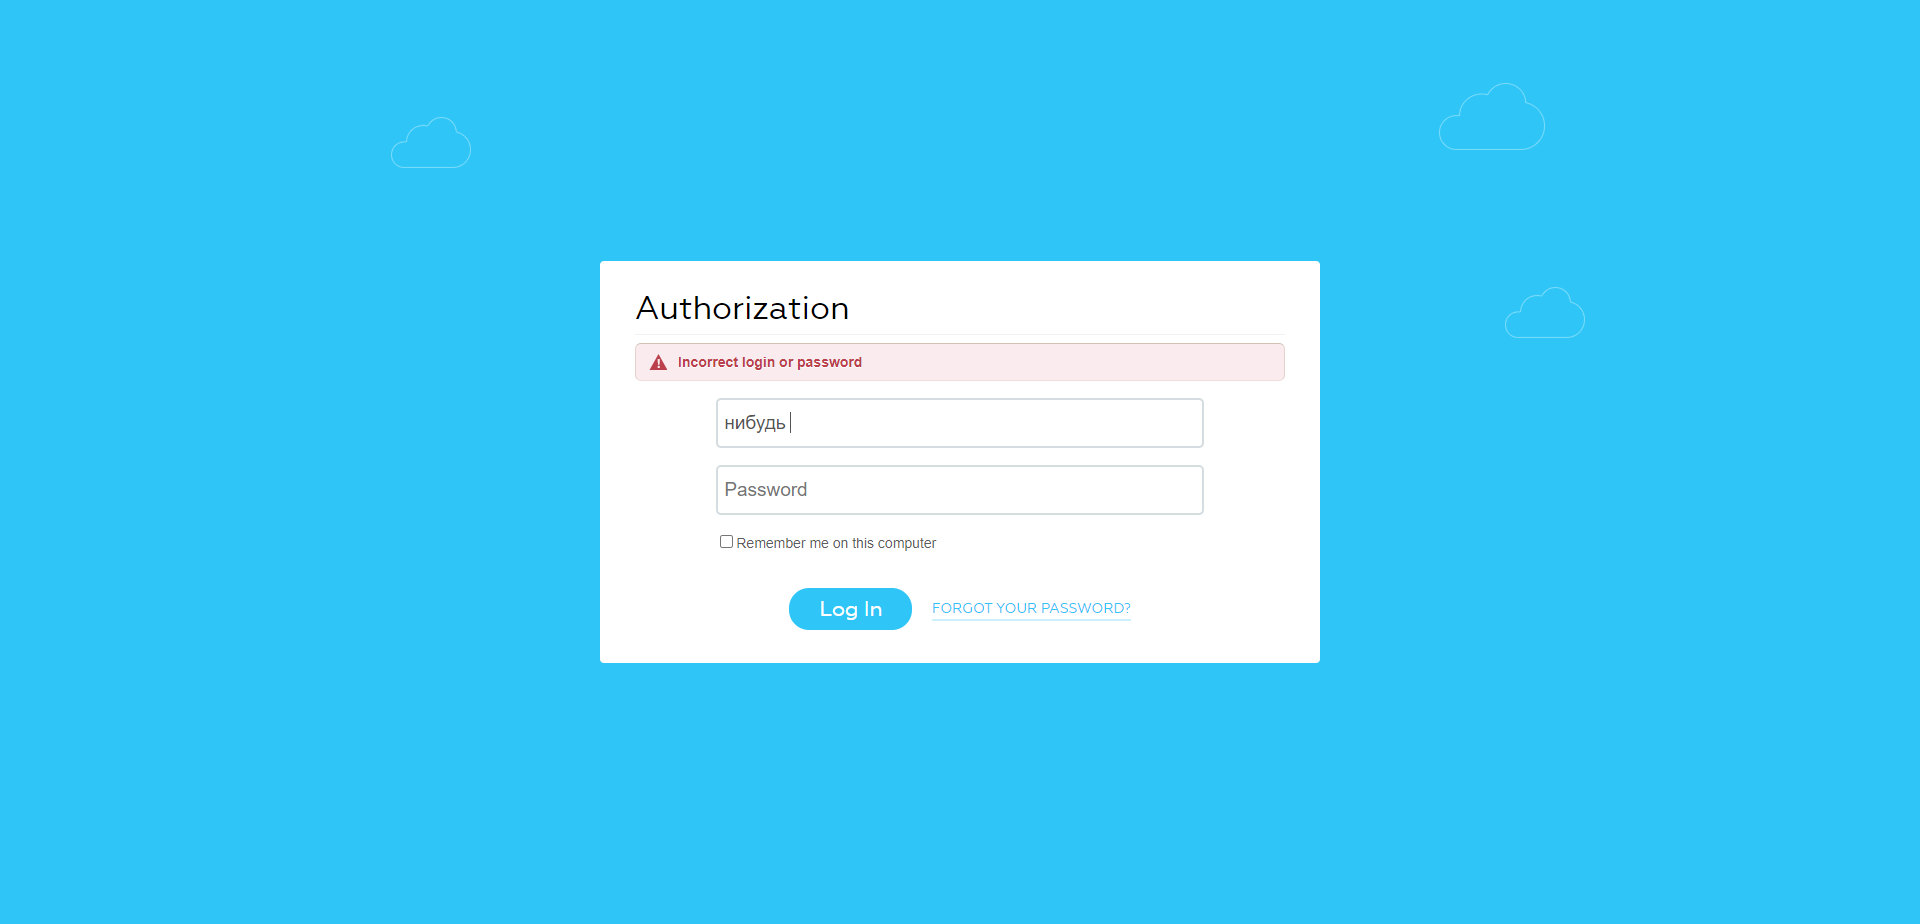 Authorization
Incorrect login or password
нибудь
Password
Remember me on this computer
Log In
FORGOT YOUR PASSWORD?